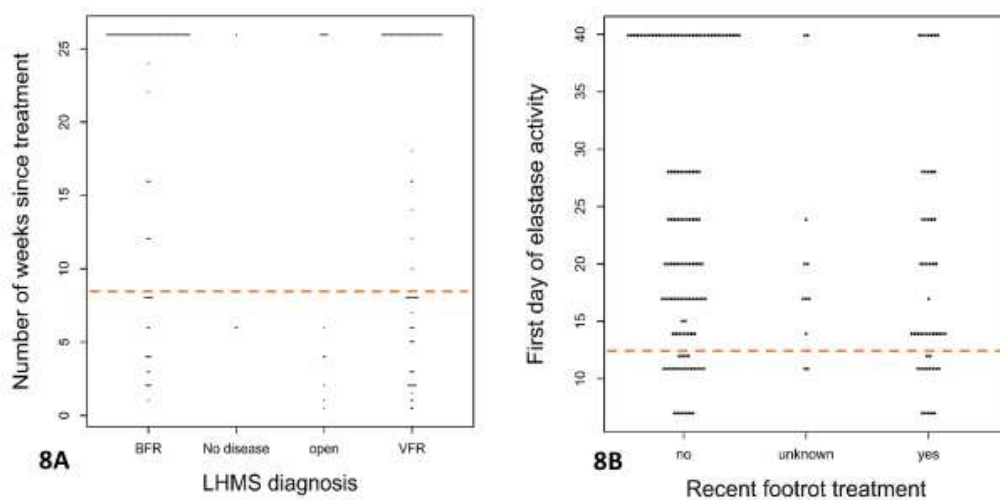 Number of weeks since treatment
25
20
15
10
5
0
BFR No disease open VFR
8A
LHMS diagnosis
First day of elastase activity
40
35
30
25
20
15
10
no unknown yes
8B
Recent footrot treatment